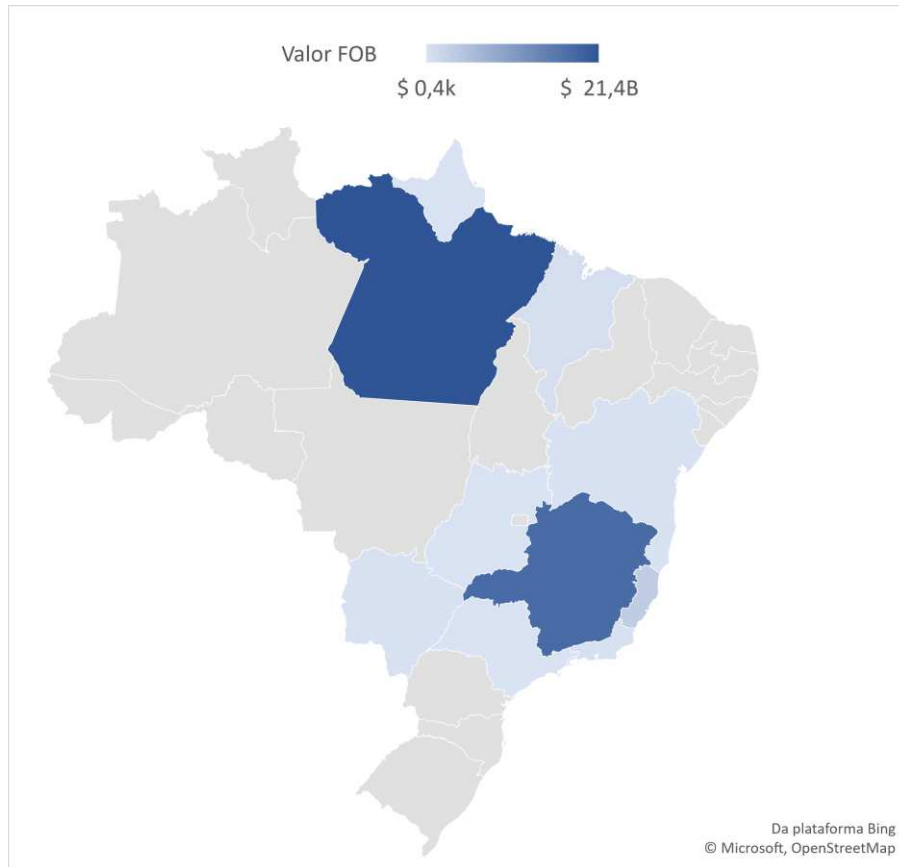 Valor FOB
$ 0,4k $ 21,4B
Da plataforma Bing
© Microsoft, OpenStreetMap